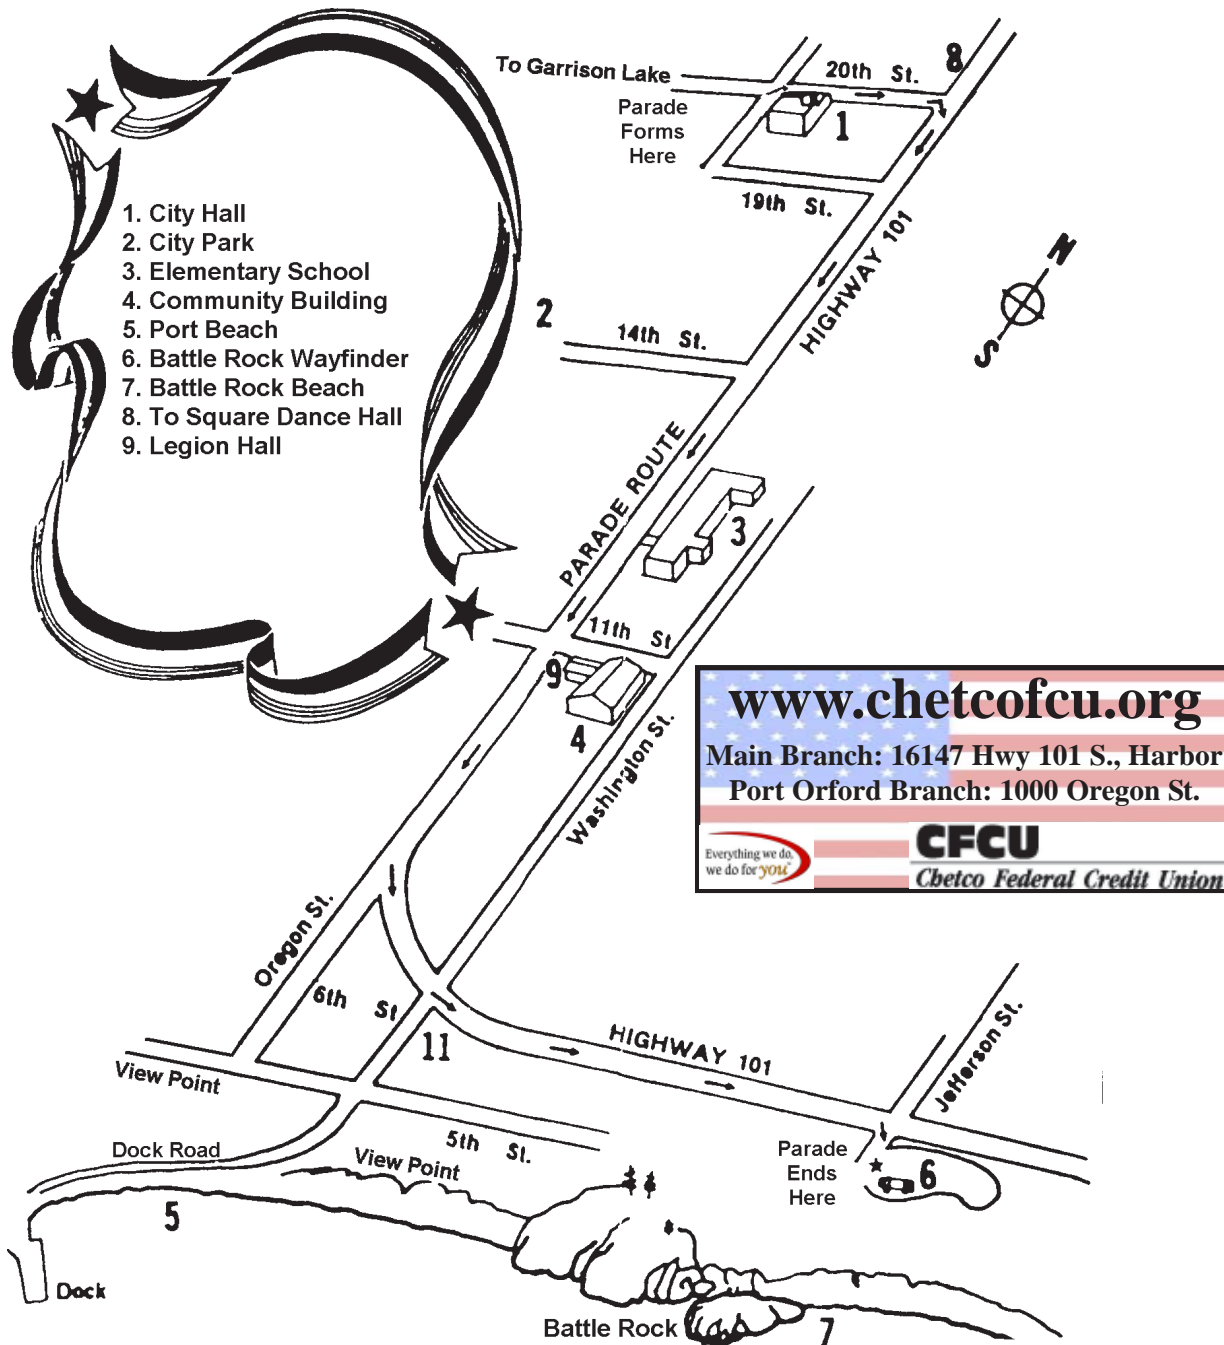 To Garrison Lake
20th St.
8
Parade
Forms
Here
1
19th St.
HIGHWAY 101
N
S
1. City Hall
2. City Park
3. Elementary School
4. Community Building
5. Port Beach
6. Battle Rock Wayfinder
7. Battle Rock Beach
8. To Square Dance Hall
9. Legion Hall
2
14th St.
PARADE ROUTE
3
11th St
9
4
Washington St.
www.chetcofcu.org
Main Branch: 16147 Hwy 101 S., Harbor
Port Orford Branch: 1000 Oregon St.
Everything we do,
we do for you
CFCU
Chetco Federal Credit Union
Oregon St.
6th St
11
HIGHWAY 101
Jefferson St.
View Point
5th St.
Dock Road
View Point
Parade
Ends
Here
6
5
Dock
Battle Rock
7